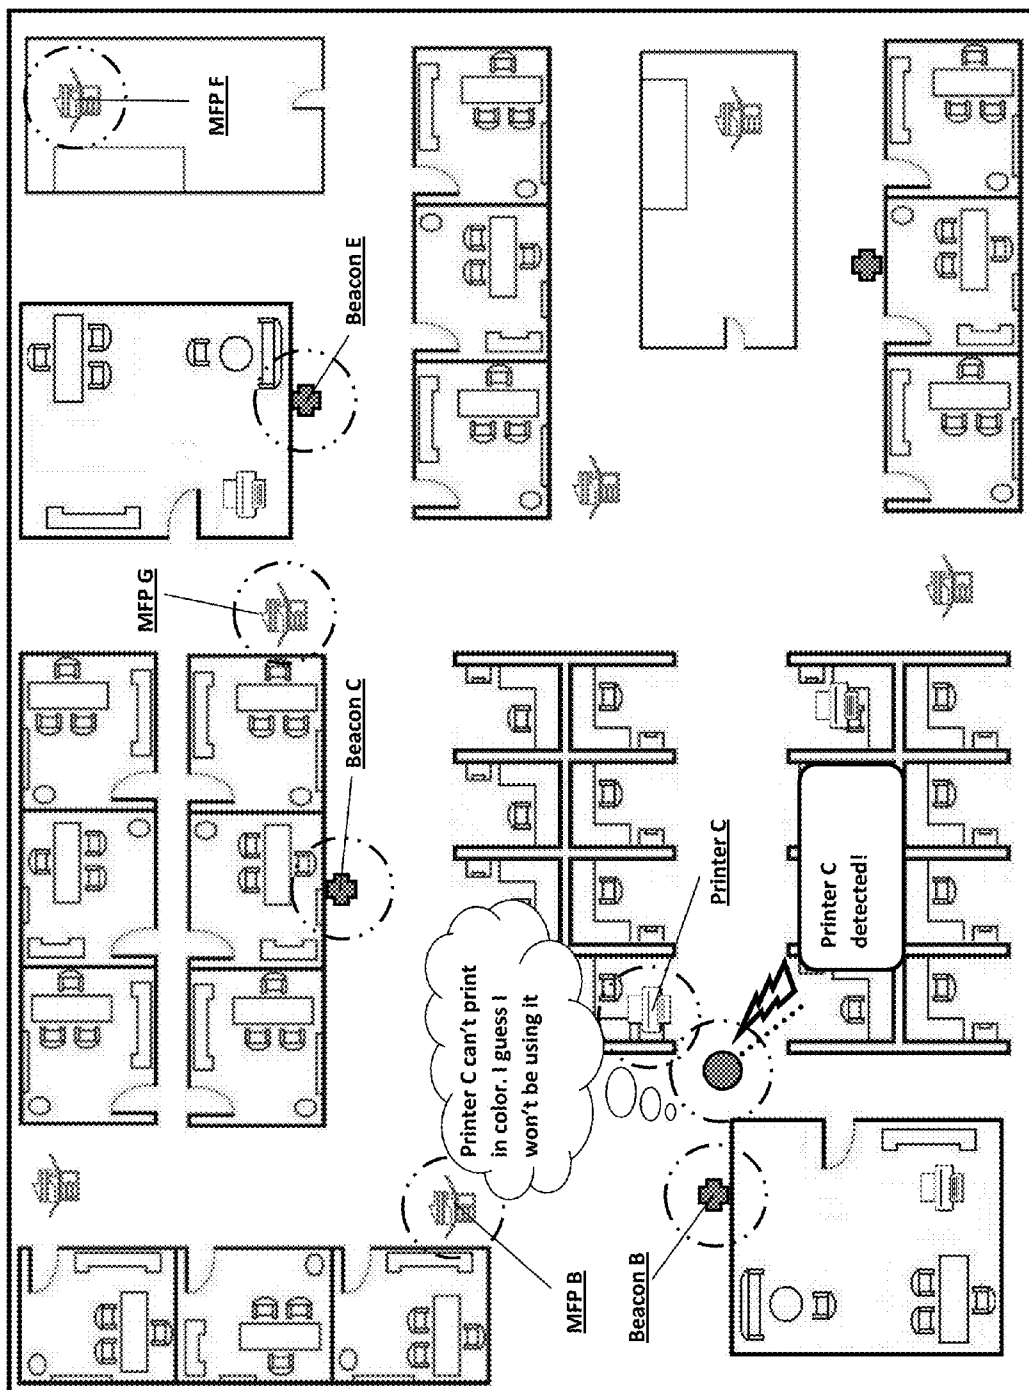 MFP F
Beacon E
MFP G
Beacon C
Printer C
Printer C
detected!
Printer C can't print
in color. I guess I
won't be using it
MFP B
Beacon B